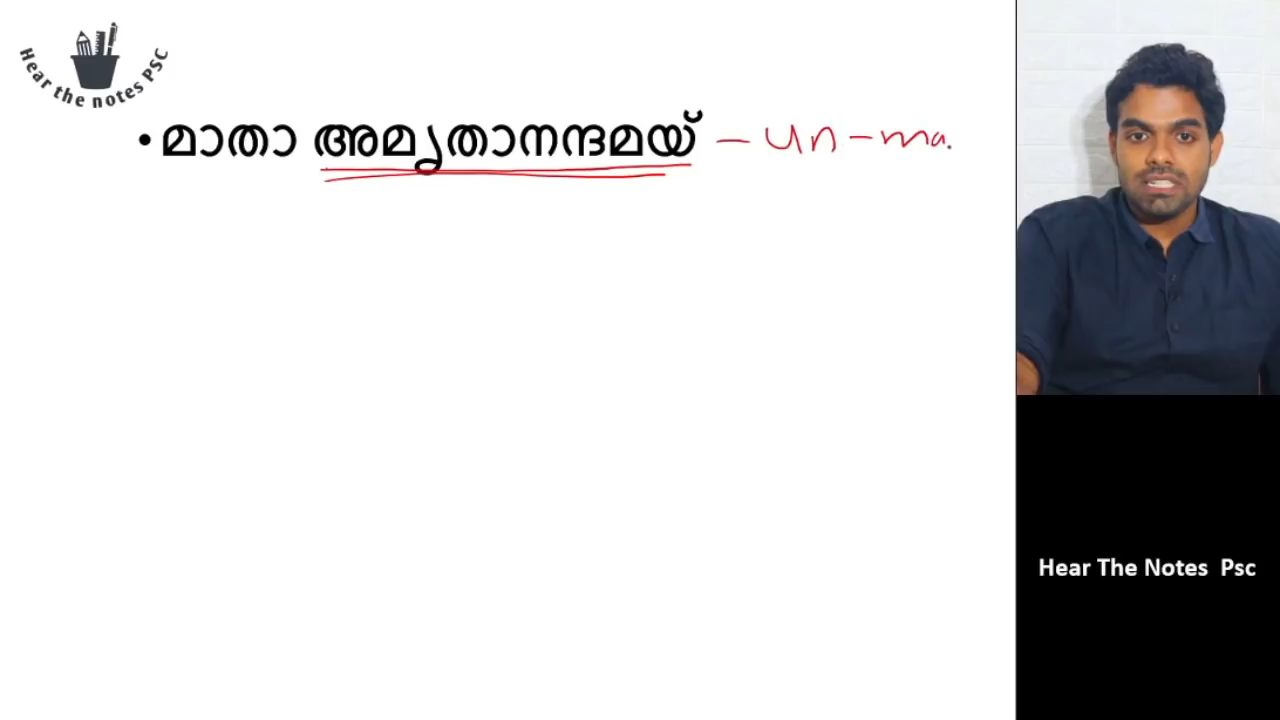 Hear the notes PSC
• മാതാ അമൃതാനന്ദമയ് – un – ma.
Hear The Notes Psc